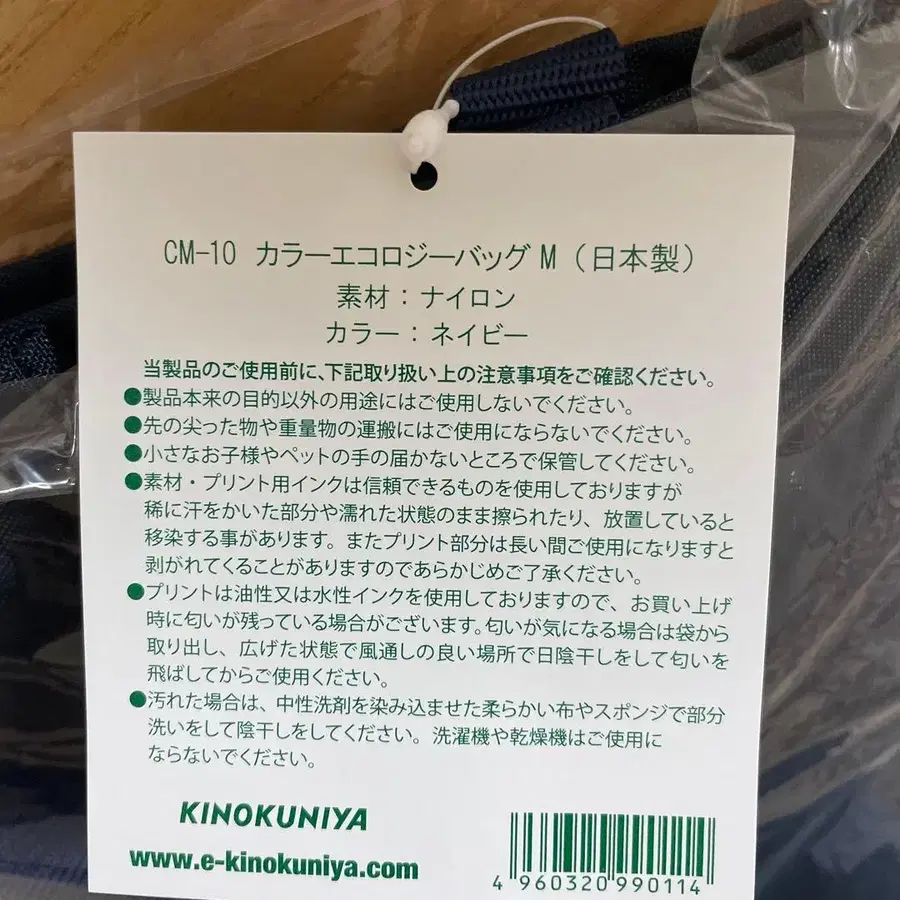 CM-10 カラーエコロジーバッグ M（日本製）
素材：ナイロン
カラー：ネイビー
当製品のご使用前に、下記取り扱い上の注意事項をご確認ください。
●製品本来の目的以外の用途にはご使用しないでください。
●先の尖った物や重量物の運搬にはご使用にならないでください。
●小さなお子様やペットの手の届かないところで保管してください。
●素材・プリント用インクは信頼できるものを使用しておりますが
稀に汗をかいた部分や濡れた状態のまま擦られたり、放置していると
移染する事があります。またプリント部分は長い間ご使用になりますと
剥がれてくることがありますのであらかじめご了承ください。
●プリントは油性又は水性インクを使用しておりますので、お買い上げ
時に匂いが残っている場合がございます。匂いが気になる場合は袋から
取り出し、広げた状態で風通しの良い場所で日陰干しをして匂いを
飛ばしてからご使用ください。
●汚れた場合は、中性洗剤を染み込ませた柔らかい布やスポンジで部分
洗いをして陰干しをしてください。洗濯機や乾燥機はご使用に
ならないでください。
KINOKUNIYA
www.e-kinokuniya.com
4 960320 990114